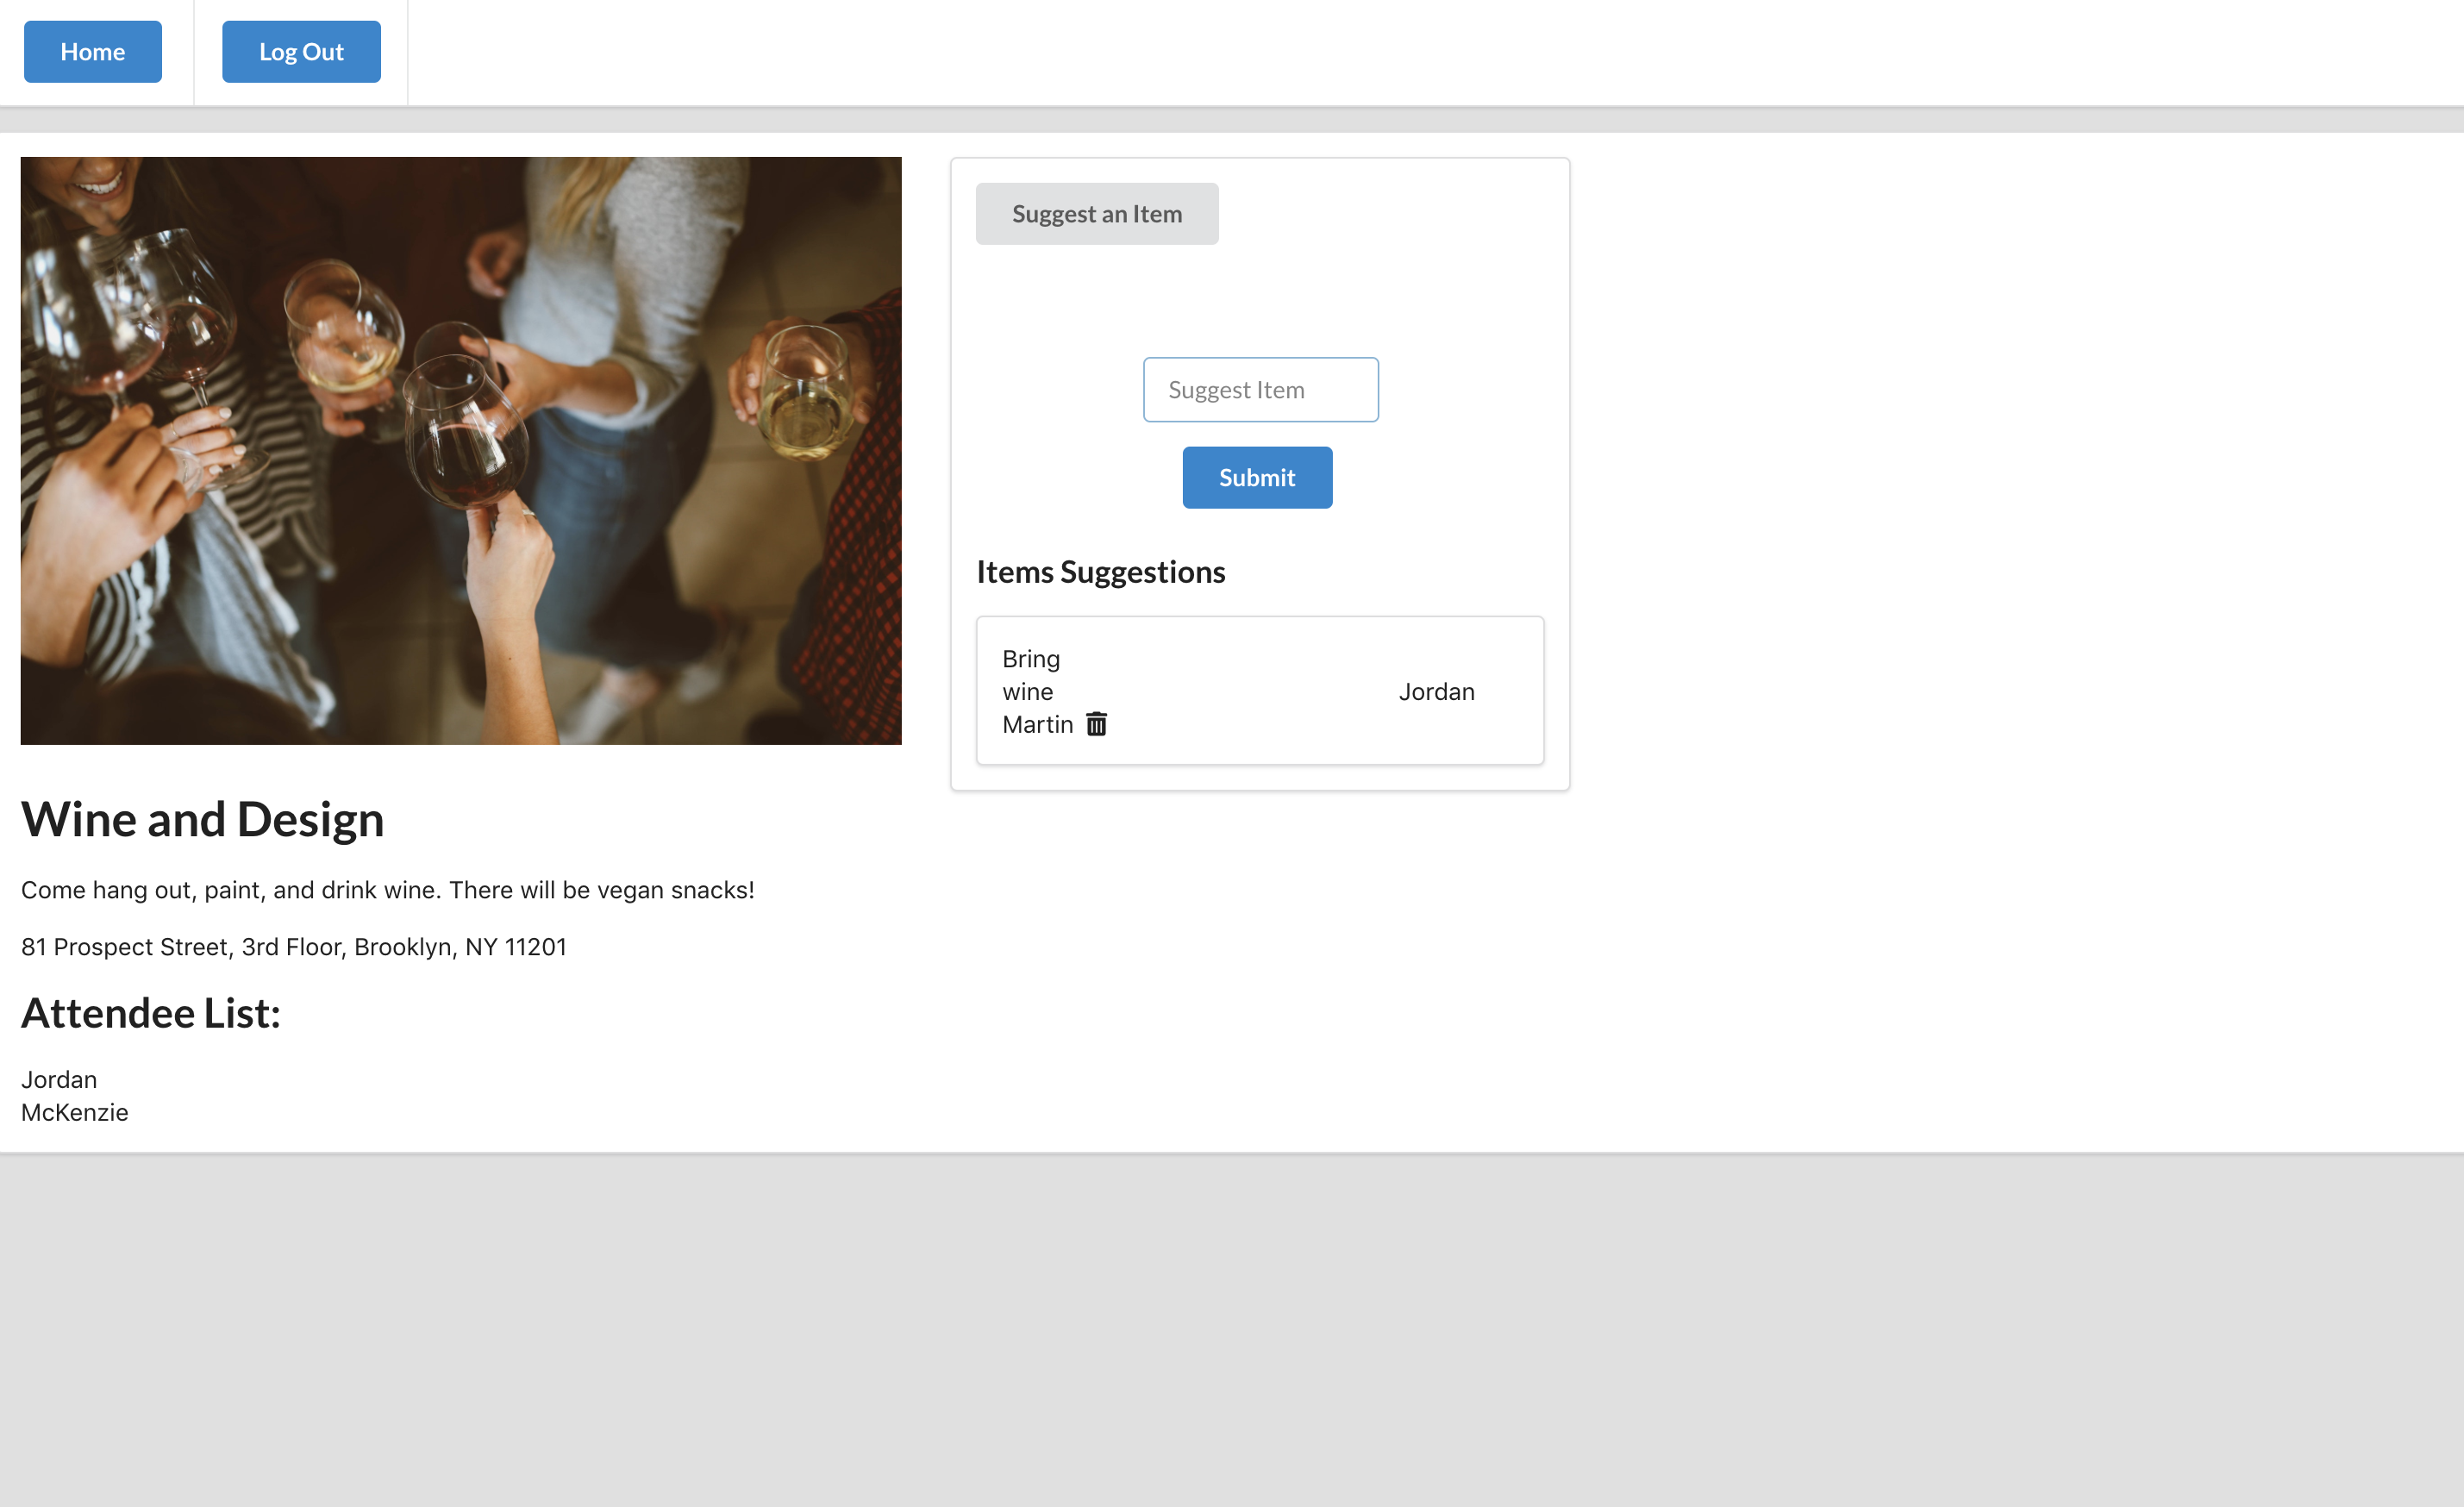 Home
Log Out
Suggest an Item
Suggest Item
Submit
Items Suggestions
Bring
wine
Jordan
Martin
Wine and Design
Come hang out, paint, and drink wine. There will be vegan snacks!
81 Prospect Street, 3rd Floor, Brooklyn, NY 11201
Attendee List:
Jordan
McKenzie